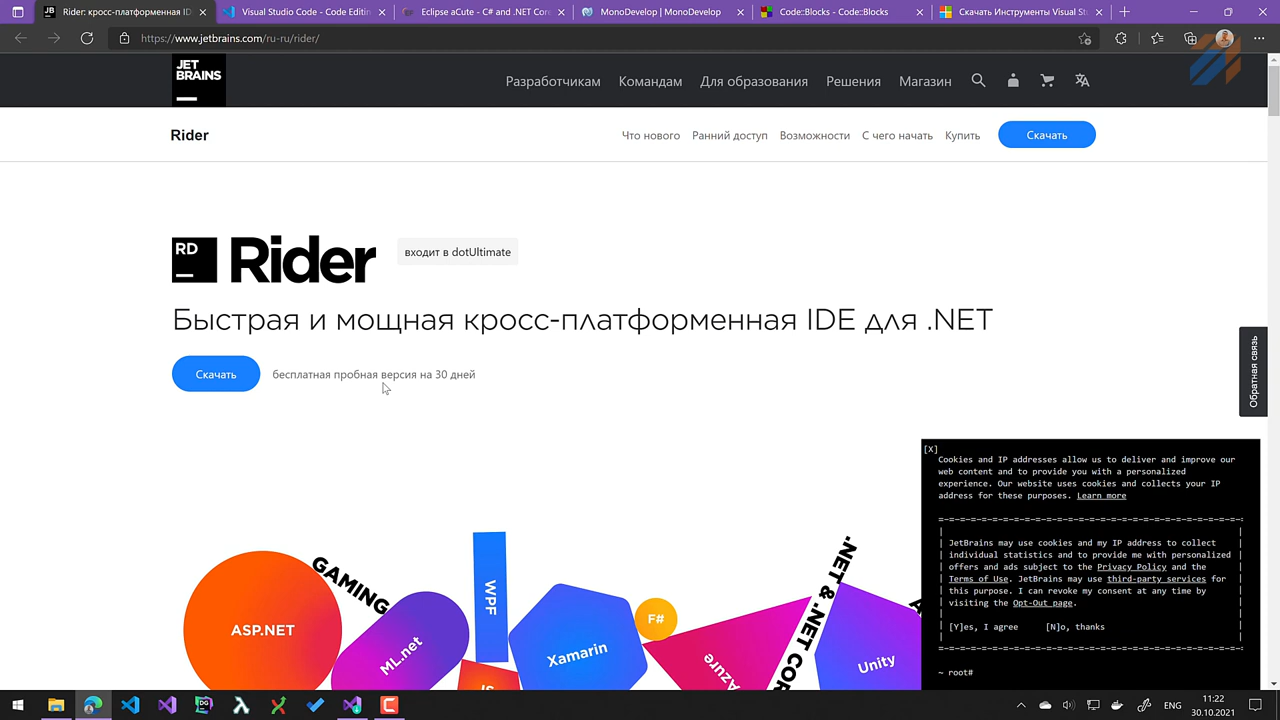 Rider: кроссплатформенная ID
Visual Studio Code - Code Editin
Eclipse aCute - C# and .NET Cor
MonoDevelop | MonoDevelop
Code::Blocks - Code::Blocks
Скачать Инструменты Visual St
https://www.jetbrains.com/ru-ru/rider/
JET
BRAINS
Разработчикам
Командам
Для образования
Решения
Магазин
Rider
Что нового
Ранний доступ
Возможности
С чего начать
Купить
Скачать
RD
Rider
входит в dotUltimate
Быстрая и мощная кросс-платформенная IDE для .NET
Скачать
бесплатная пробная версия на 30 дней
Обратная связь
GAMING
WPF
.NET & .NET COR
ASP.NET
ML.net
Xamarin
F#
Azure
Unity
[X]
Cookies and IP addresses allow us to deliver and improve our
web content and to provide you with a personalized
experience. Our website uses cookies and collects your IP
address for these purposes. Learn more
JetBrains may use cookies and my IP address to collect
individual statistics and to provide me with personalized
offers and ads subject to the Privacy Policy and the
Terms of Use. JetBrains may use third-party services for
this purpose. I can revoke my consent at any time by
visiting the Opt-Out page.
[Y]es, I agree [N]o, thanks
~ root#
ENG
11:22
30.10.2021